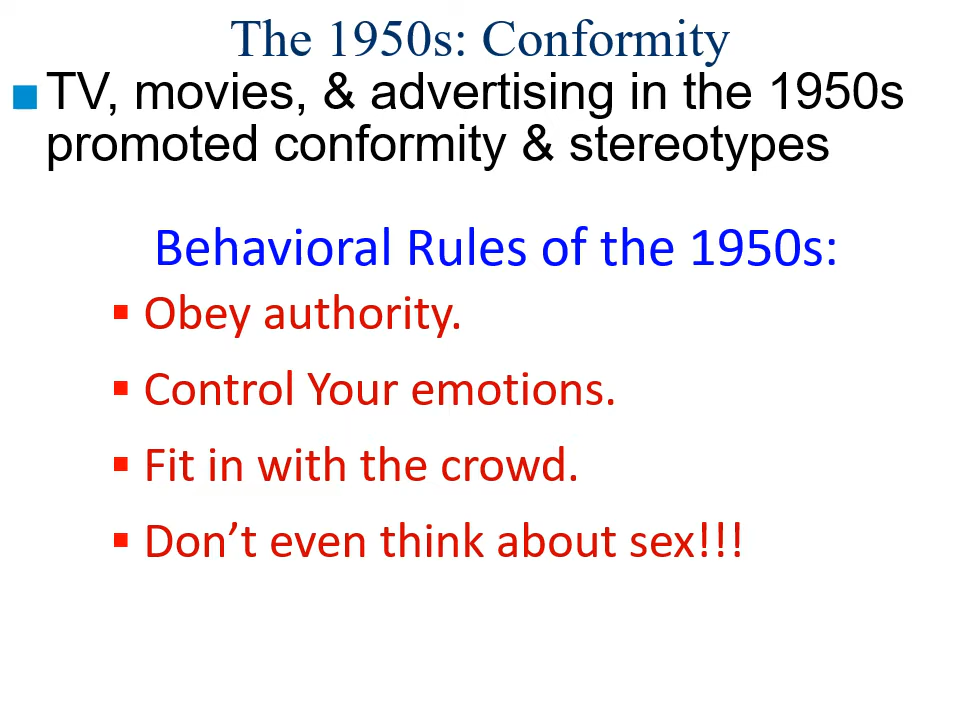 The 1950s: Conformity
■TV, movies, & advertising in the 1950s
promoted conformity & stereotypes
Behavioral Rules of the 1950s:
▪ Obey authority.
▪ Control Your emotions.
▪ Fit in with the crowd.
▪ Don’t even think about sex!!!